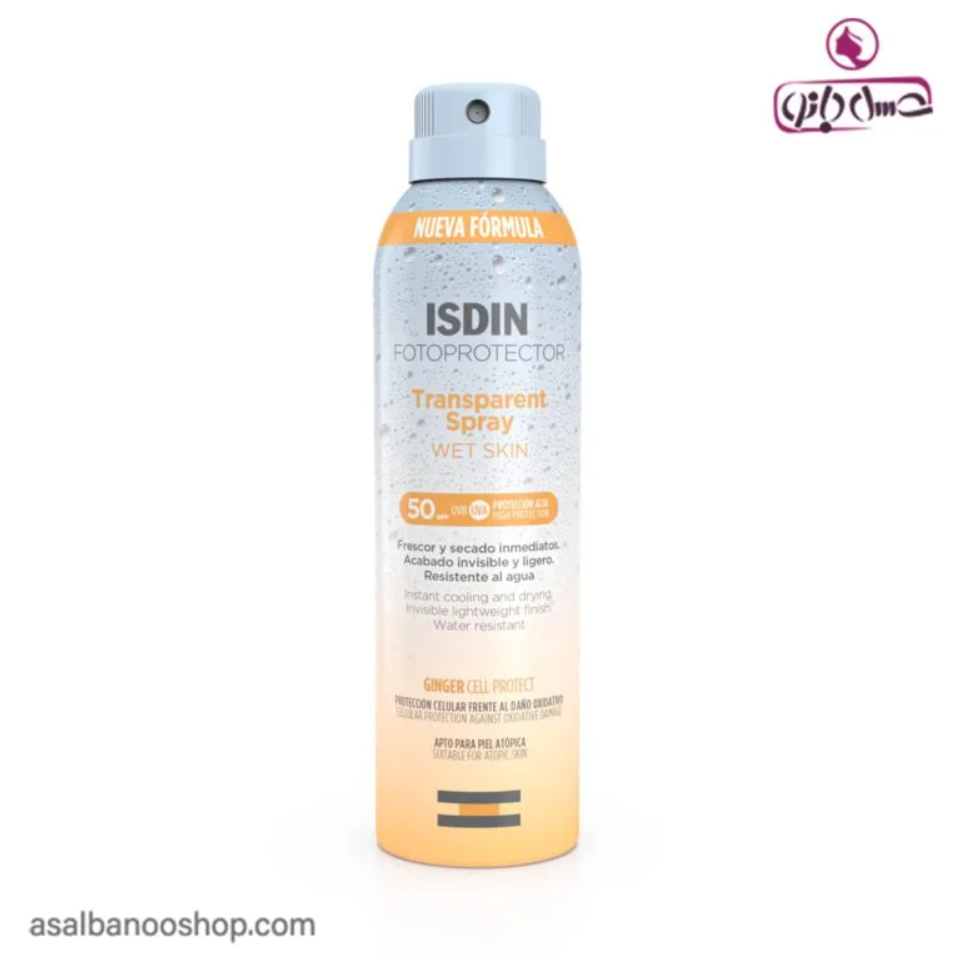 عسل بانو
NUEVA FÓRMULA
ISDIN
FOTOPROTECTOR
Transparent
Spray
WET SKIN
50 SPF UVB UVA PROTECCIÓN ALTA
HIGH PROTECTION
Frescor y secado inmediatos.
Acabado invisible y ligero.
Resistente al agua
Instant cooling and drying.
Invisible lightweight finish.
Water resistant
GINGER CELL PROTECT
PROTECCIÓN CELULAR FRENTE AL DAÑO OXIDATIVO
CELLULAR PROTECTION AGAINST OXIDATIVE DAMAGE
APTO PARA PIEL ATÓPICA
SUITABLE FOR ATOPIC SKIN
asalbanooshop.com